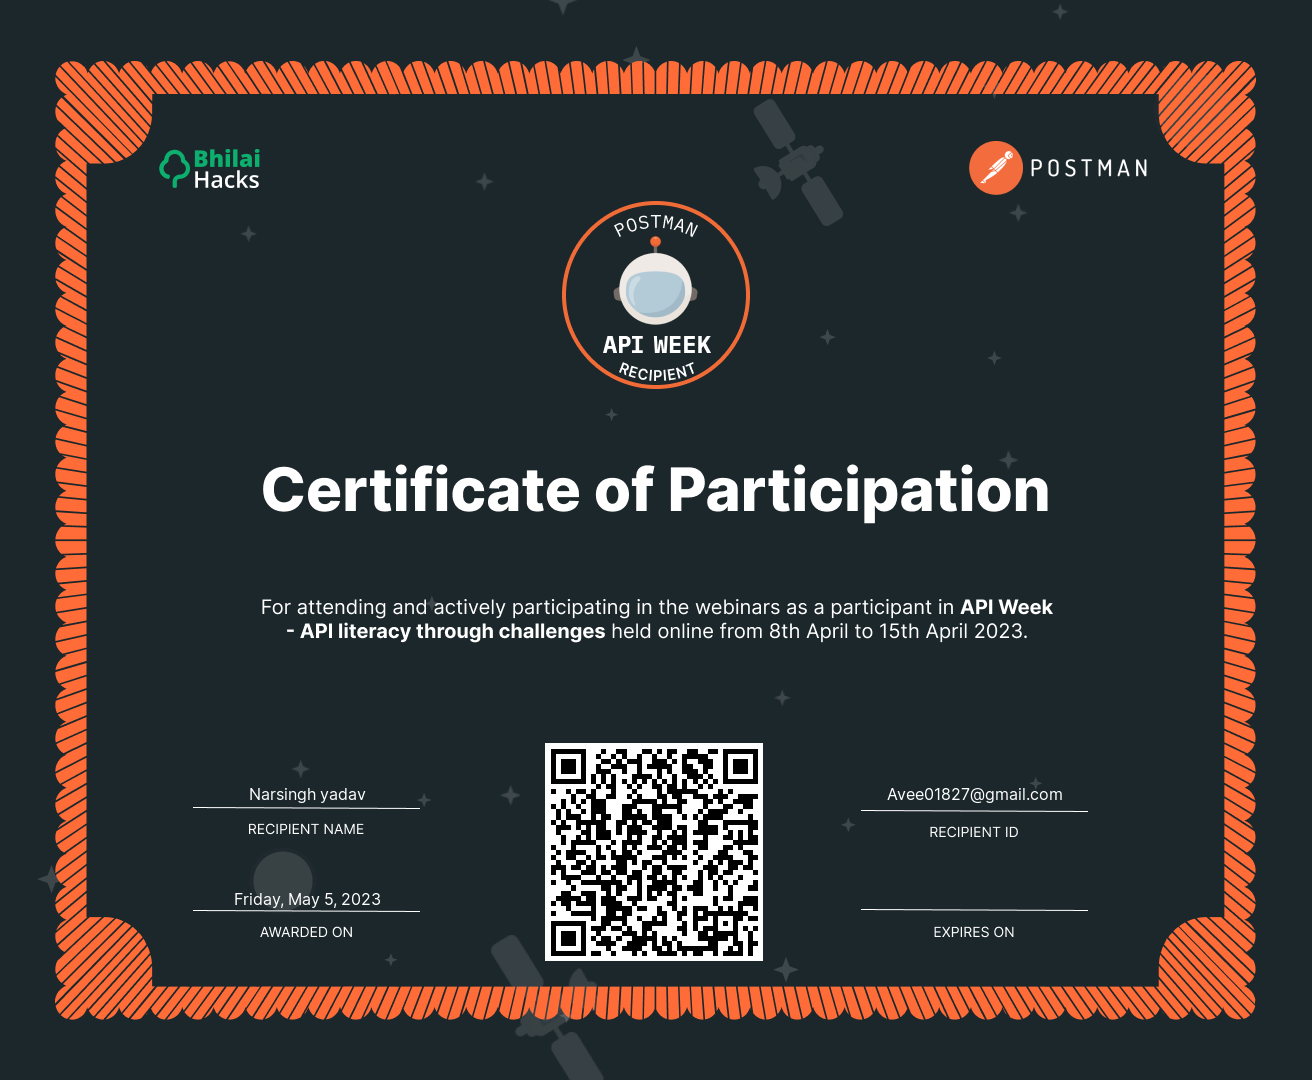 Bhilai
Hacks
POSTMAN
POSTMAN
API WEEK
RECIPIENT
Certificate of Participation
For attending and actively participating in the webinars as a participant in API Week
- API literacy through challenges held online from 8th April to 15th April 2023.
Narsingh yadav
RECIPIENT NAME
Avee01827@gmail.com
RECIPIENT ID
Friday, May 5, 2023
AWARDED ON
EXPIRES ON